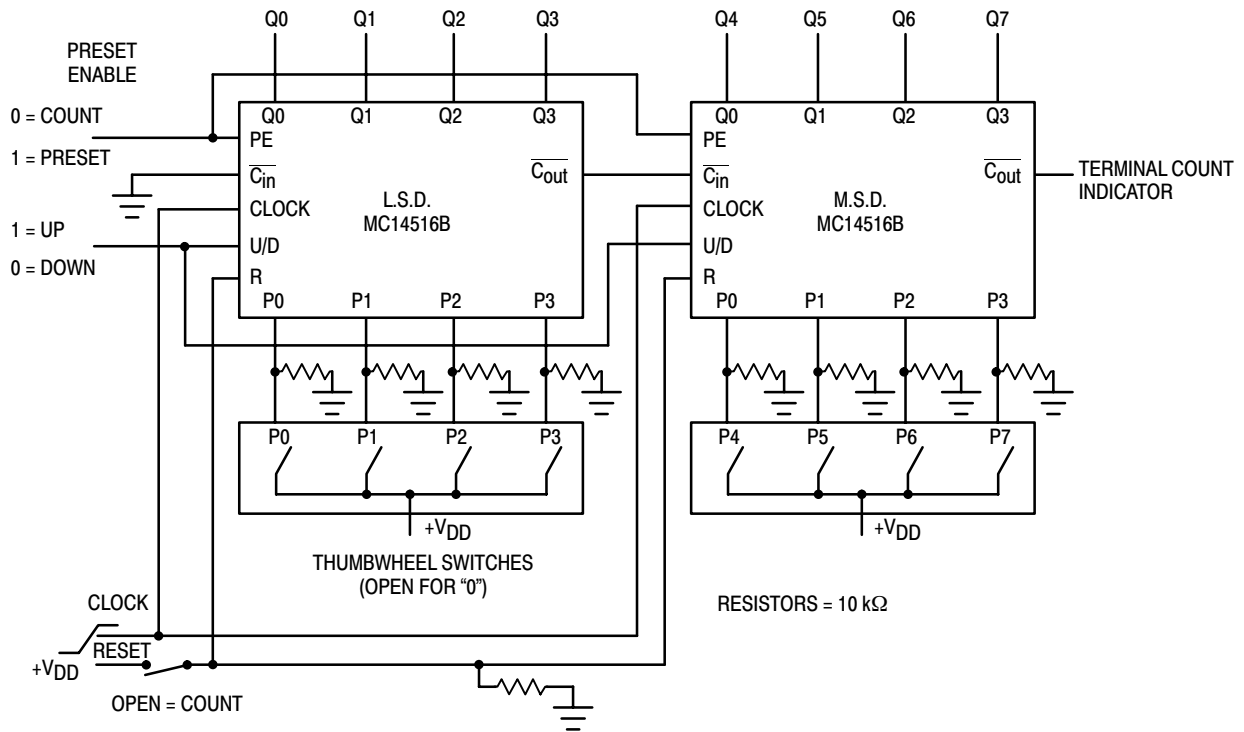 Q0 Q1 Q2 Q3 Q4 Q5 Q6 Q7
PRESET
ENABLE
0 = COUNT
1 = PRESET
1 = UP
0 = DOWN
Q0 Q1 Q2 Q3
PE
Cin
Cout
CLOCK
U/D
R
L.S.D.
MC14516B
P0 P1 P2 P3
Q0 Q1 Q2 Q3
PE
Cin
Cout
CLOCK
U/D
R
M.S.D.
MC14516B
P0 P1 P2 P3
TERMINAL COUNT
INDICATOR
P0 P1 P2 P3
+VDD
P4 P5 P6 P7
+VDD
THUMBWHEEL SWITCHES
(OPEN FOR “0”)
RESISTORS = 10 kΩ
CLOCK
RESET
+VDD
OPEN = COUNT